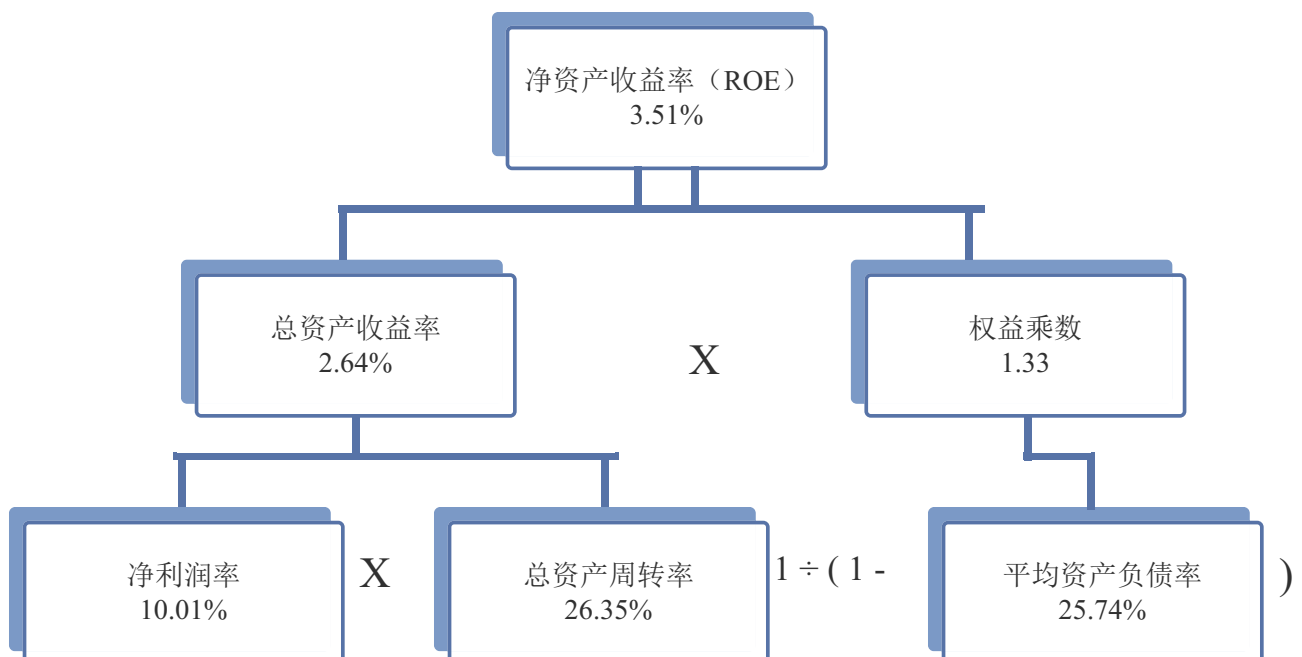 净资产收益率（ROE）
3.51%
总资产收益率
2.64%
X
权益乘数
1.33
净利润率
10.01%
X
总资产周转率
26.35%
1 ÷ ( 1 -
平均资产负债率
25.74%
)